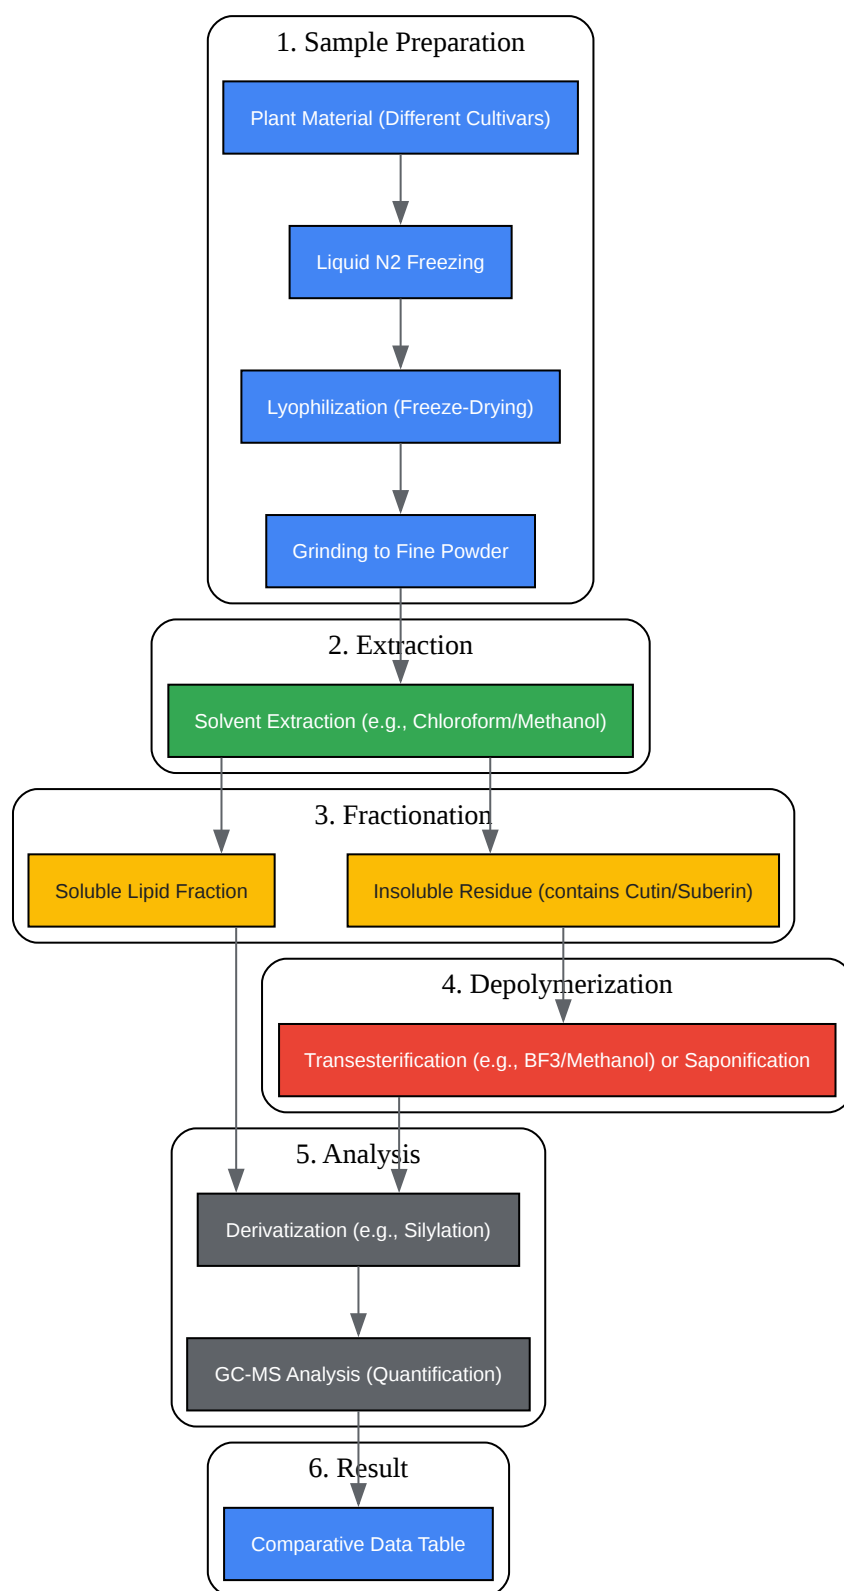 1. Sample Preparation
Plant Material (Different Cultivars)
Liquid N2 Freezing
Lyophilization (Freeze-Drying)
Grinding to Fine Powder
2. Extraction
Solvent Extraction (e.g., Chloroform/Methanol)
3. Fractionation
Soluble Lipid Fraction
Insoluble Residue (contains Cutin/Suberin)
4. Depolymerization
Transesterification (e.g., BF3/Methanol) or Saponification
5. Analysis
Derivatization (e.g., Silylation)
GC-MS Analysis (Quantification)
6. Result
Comparative Data Table